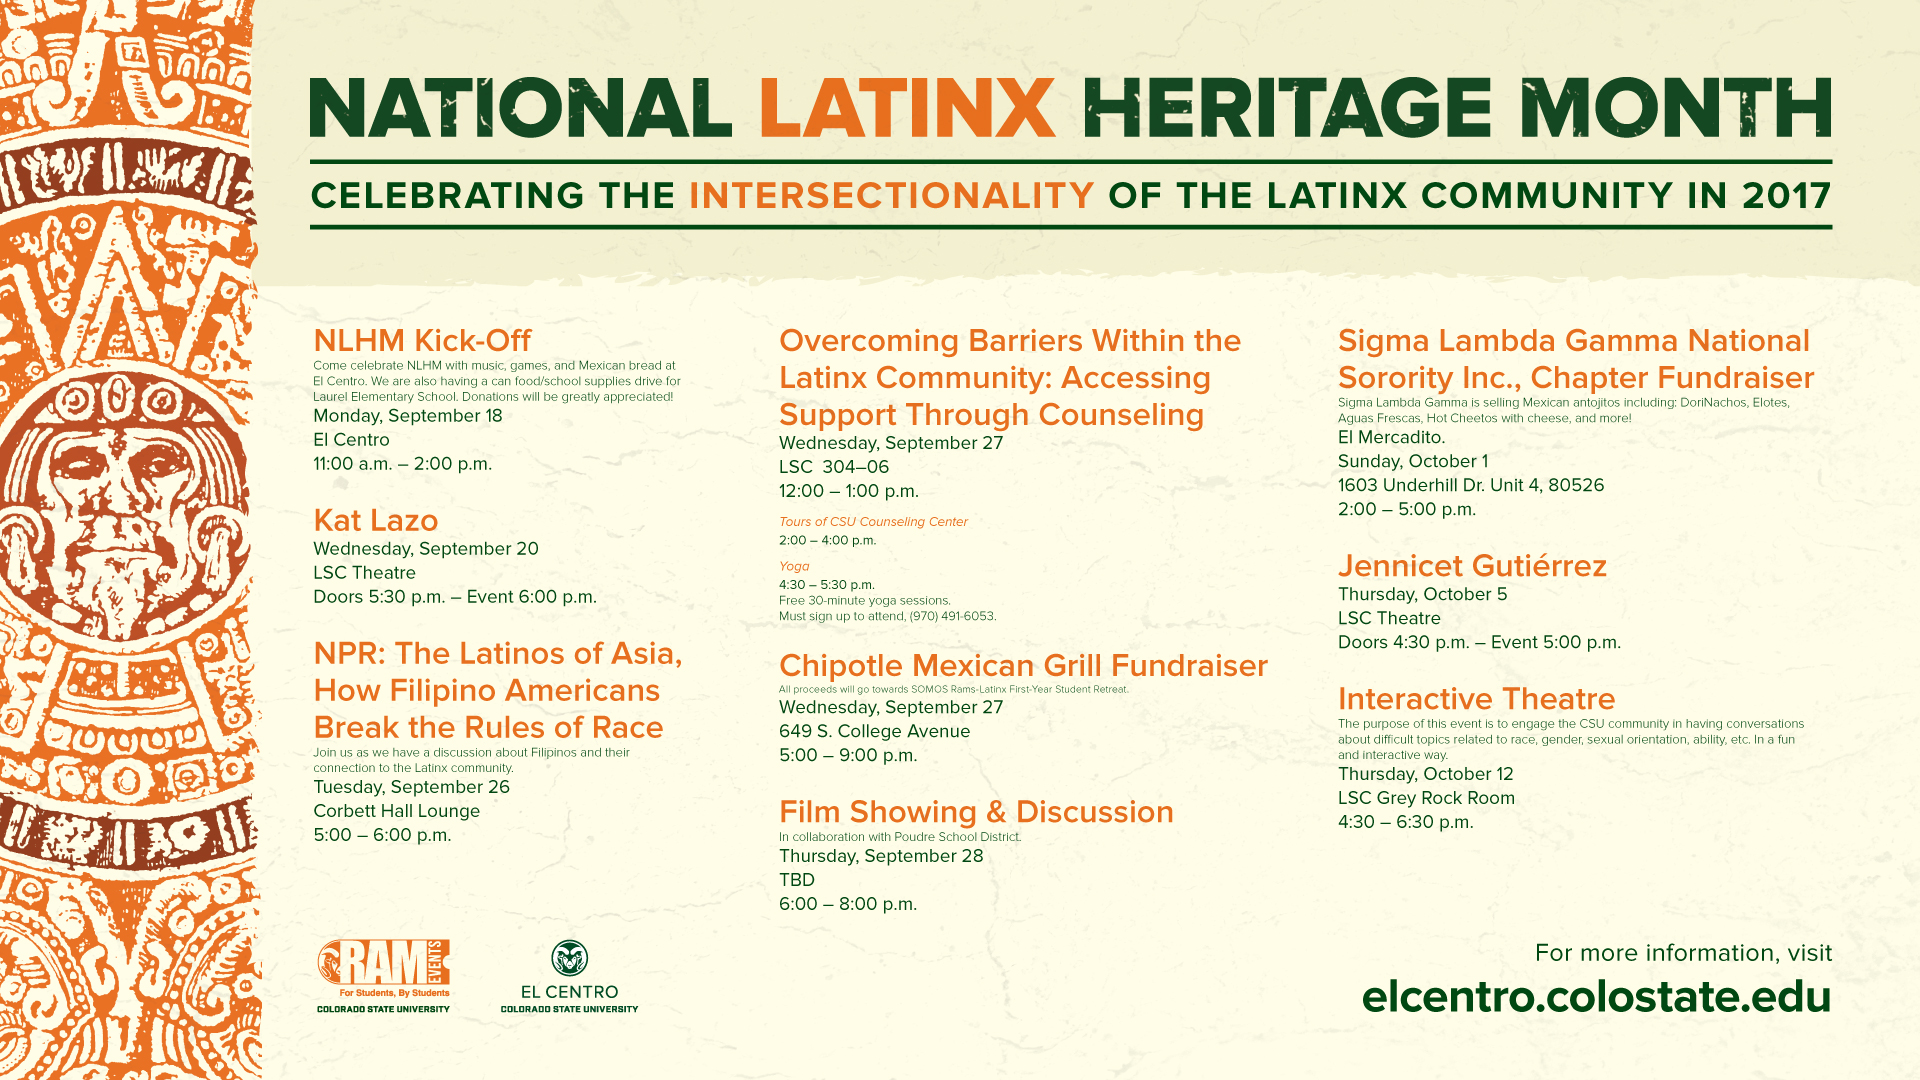 NATIONAL LATINX HERITAGE MONTH
CELEBRATING THE INTERSECTIONALITY OF THE LATINX COMMUNITY IN 2017
NLHM Kick-Off
Come celebrate NLHM with music, games, and Mexican bread at
El Centro. We are also having a can food/school supplies drive for
Laurel Elementary School. Donations will be greatly appreciated!
Monday, September 18
El Centro
11:00 a.m. – 2:00 p.m.
Kat Lazo
Wednesday, September 20
LSC Theatre
Doors 5:30 p.m. – Event 6:00 p.m.
NPR: The Latinos of Asia,
How Filipino Americans
Break the Rules of Race
Join us as we have a discussion about Filipinos and their
connection to the Latinx community.
Tuesday, September 26
Corbett Hall Lounge
5:00 – 6:00 p.m.
Overcoming Barriers Within the
Latinx Community: Accessing
Support Through Counseling
Wednesday, September 27
LSC 304–06
12:00 – 1:00 p.m.
Tours of CSU Counseling Center
2:00 – 4:00 p.m.
Yoga
4:30 – 5:30 p.m.
Free 30-minute yoga sessions.
Must sign up to attend, (970) 491-6053.
Chipotle Mexican Grill Fundraiser
All proceeds will go towards SOMOS Rams-Latinx First-Year Student Retreat.
Wednesday, September 27
649 S. College Avenue
5:00 – 9:00 p.m.
Film Showing & Discussion
In collaboration with Poudre School District.
Thursday, September 28
TBD
6:00 – 8:00 p.m.
Sigma Lambda Gamma National
Sorority Inc., Chapter Fundraiser
Sigma Lambda Gamma is selling Mexican antojitos including: DoriNachos, Elotes,
Aguas Frescas, Hot Cheetos with cheese, and more!
El Mercadito.
Sunday, October 1
1603 Underhill Dr. Unit 4, 80526
2:00 – 5:00 p.m.
Jennicet Gutiérrez
Thursday, October 5
LSC Theatre
Doors 4:30 p.m. – Event 5:00 p.m.
Interactive Theatre
The purpose of this event is to engage the CSU community in having conversations
about difficult topics related to race, gender, sexual orientation, ability, etc. In a fun
and interactive way.
Thursday, October 12
LSC Grey Rock Room
4:30 – 6:30 p.m.
RAM EVENTS
For Students, By Students
COLORADO STATE UNIVERSITY
EL CENTRO
COLORADO STATE UNIVERSITY
For more information, visit
elcentro.colostate.edu